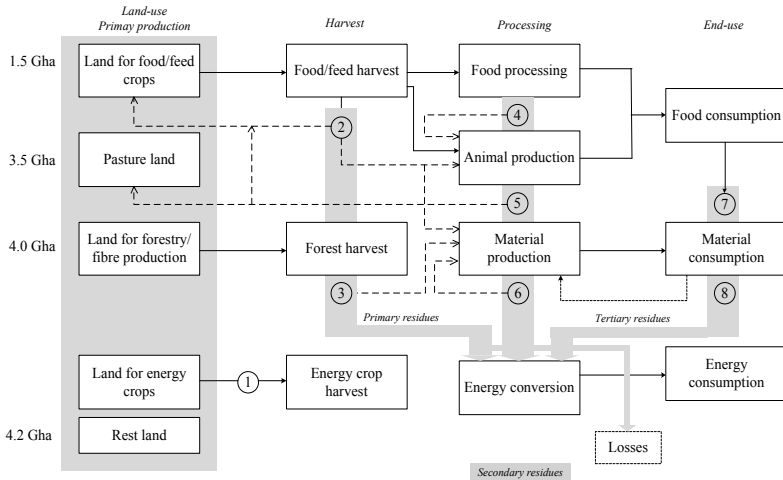 Land-use
Primay production
Harvest
Processing
End-use
1.5 Gha
Land for food/feed
crops
Food/feed harvest
Food processing
4
2
Food consumption
3.5 Gha
Pasture land
Animal production
5
7
4.0 Gha
Land for forestry/
fibre production
Forest harvest
Material
production
Material
consumption
3
6
8
Primary residues
Tertiary residues
Land for energy
crops
1
Energy crop
harvest
Energy conversion
Energy
consumption
4.2 Gha
Rest land
Losses
Secondary residues